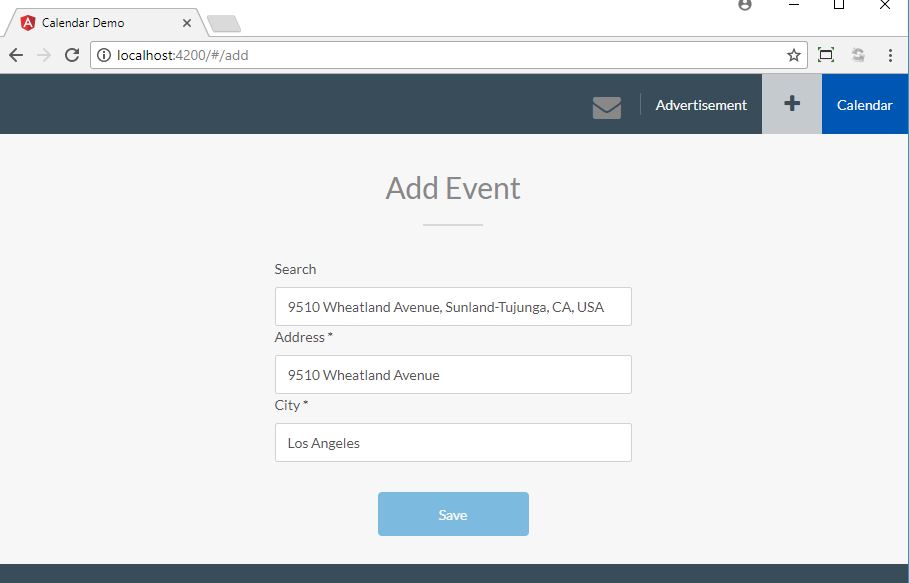 Calendar Demo
localhost:4200/#/add
Advertisement + Calendar
Add Event
Search
9510 Wheatland Avenue, Sunland-Tujunga, CA, USA
Address *
9510 Wheatland Avenue
City *
Los Angeles
Save